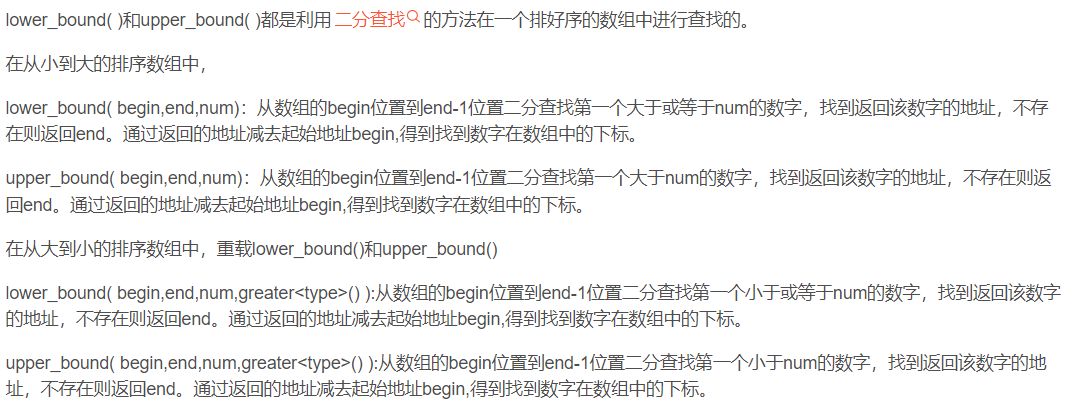 lower_bound( )和upper_bound( )都是利用 二分查找 的方法在一个排好序的数组中进行查找的。
在从小到大的排序数组中，
lower_bound( begin,end,num)：从数组的begin位置到end-1位置二分查找第一个大于或等于num的数字，找到返回该数字的地址，不存
在则返回end。通过返回的地址减去起始地址begin,得到找到数字在数组中的下标。
upper_bound( begin,end,num)：从数组的begin位置到end-1位置二分查找第一个大于num的数字，找到返回该数字的地址，不存在则返
回end。通过返回的地址减去起始地址begin,得到找到数字在数组中的下标。
在从大到小的排序数组中，重载lower_bound()和upper_bound()
lower_bound( begin,end,num,greater<type>() ):从数组的begin位置到end-1位置二分查找第一个小于或等于num的数字，找到返回该数字
的地址，不存在则返回end。通过返回的地址减去起始地址begin,得到找到数字在数组中的下标。
upper_bound( begin,end,num,greater<type>() ):从数组的begin位置到end-1位置二分查找第一个小于num的数字，找到返回该数字的地
址，不存在则返回end。通过返回的地址减去起始地址begin,得到找到数字在数组中的下标。